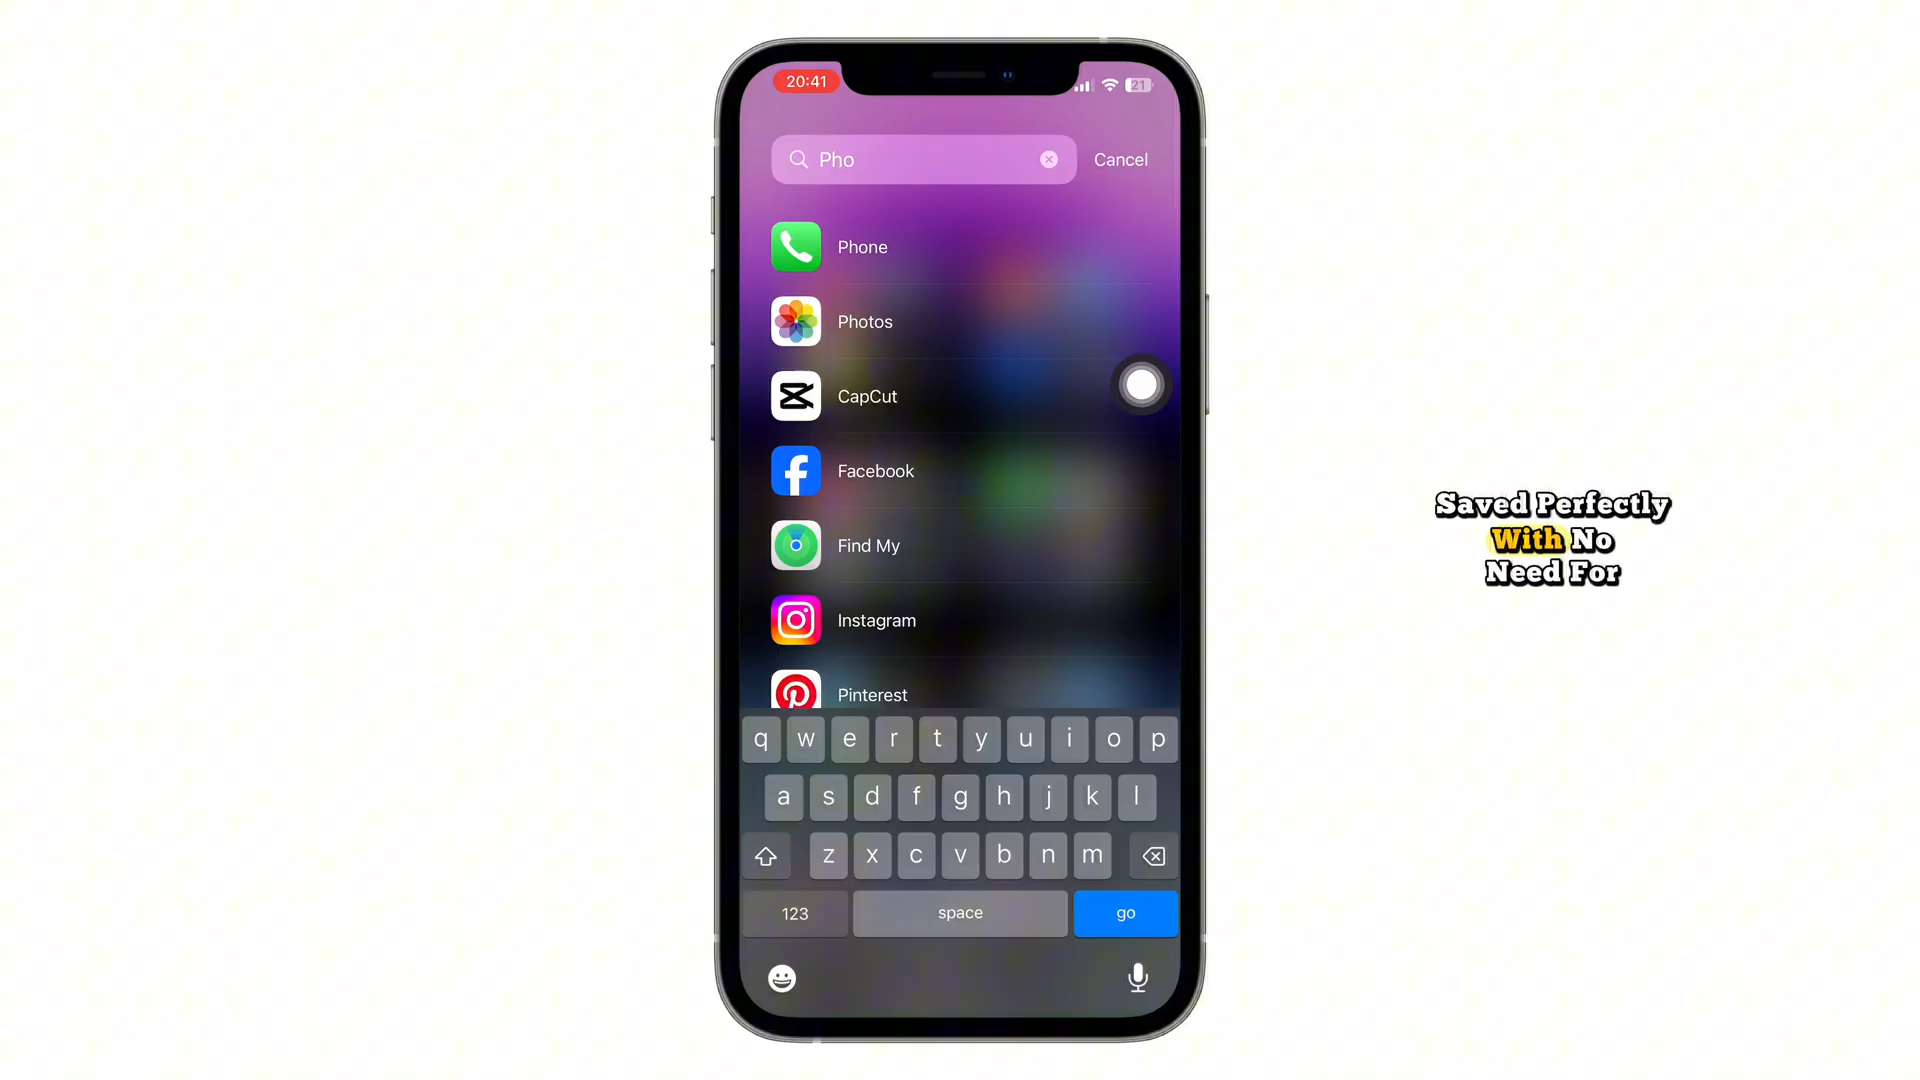 20:41
21
Pho
Cancel
Phone
Photos
CapCut
Facebook
Find My
Instagram
Pinterest
q w e r t y u i o p
a s d f g h j k l
z x c v b n m
123 space go
Saved Perfectly
With No
Need For